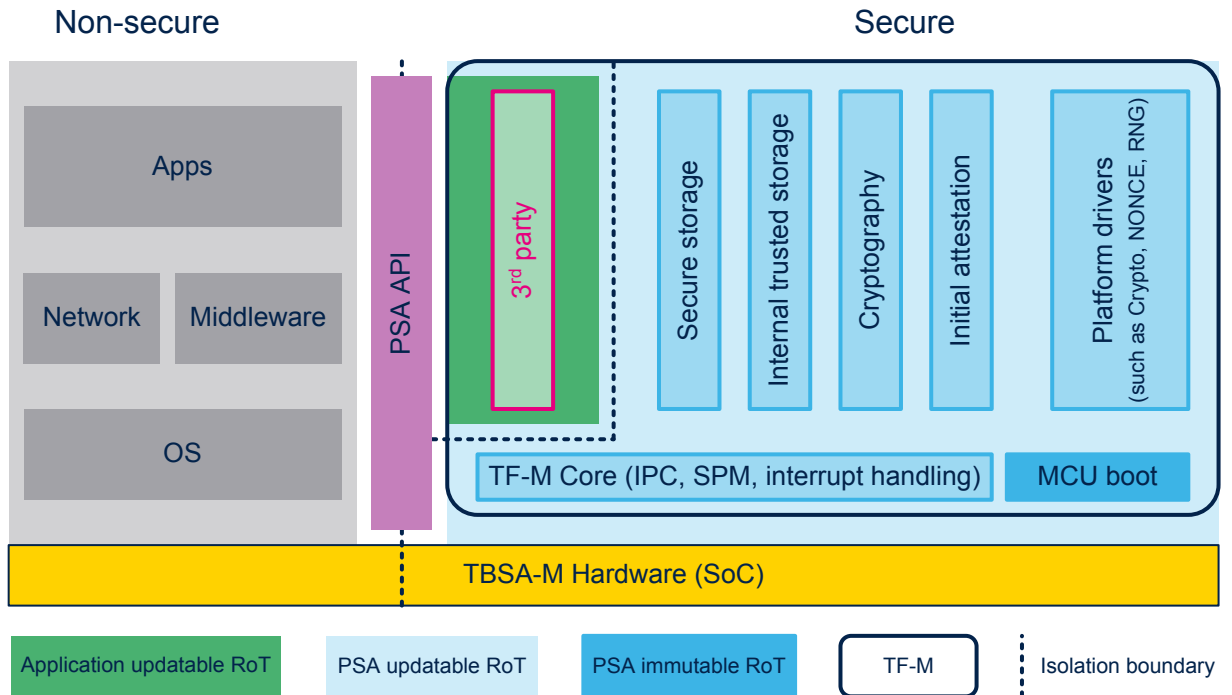 Non-secure
Secure
Apps
Network
Middleware
OS
PSA API
3rd party
Secure storage
Internal trusted storage
Cryptography
Initial attestation
Platform drivers
(such as Crypto, NONCE, RNG)
TF-M Core (IPC, SPM, interrupt handling)
MCU boot
TBSA-M Hardware (SoC)
Application updatable RoT
PSA updatable RoT
PSA immutable RoT
TF-M
Isolation boundary